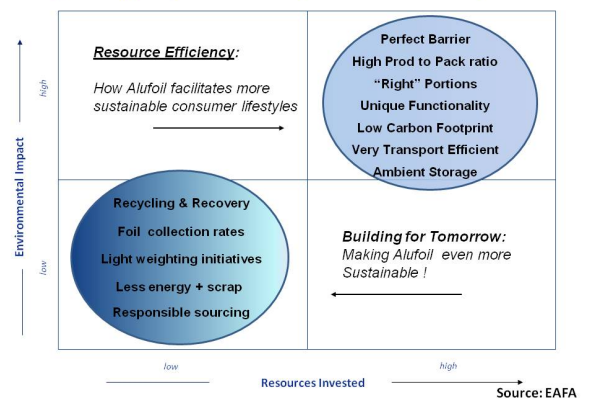 Resource Efficiency:
How Alufoil facilitates more
sustainable consumer lifestyles
Perfect Barrier
High Prod to Pack ratio
“Right” Portions
Unique Functionality
Low Carbon Footprint
Very Transport Efficient
Ambient Storage
Recycling & Recovery
Foil collection rates
Light weighting initiatives
Less energy + scrap
Responsible sourcing
Building for Tomorrow:
Making Alufoil even more
Sustainable !
high
Environmental Impact
low
low
high
Resources Invested
Source: EAFA